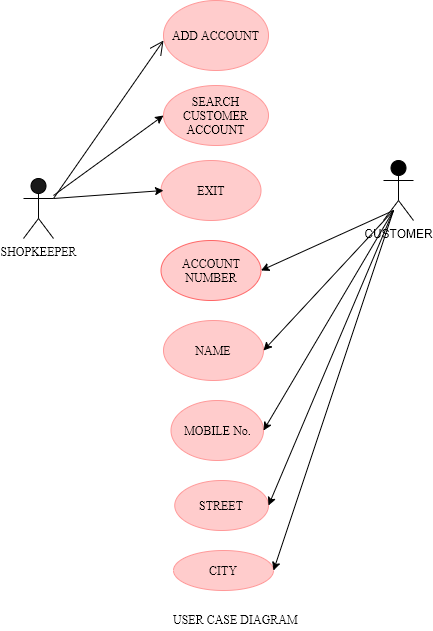 ADD ACCOUNT
SEARCH
CUSTOMER
ACCOUNT
EXIT
SHOPKEEPER
CUSTOMER
ACCOUNT
NUMBER
NAME
MOBILE No.
STREET
CITY
USER CASE DIAGRAM